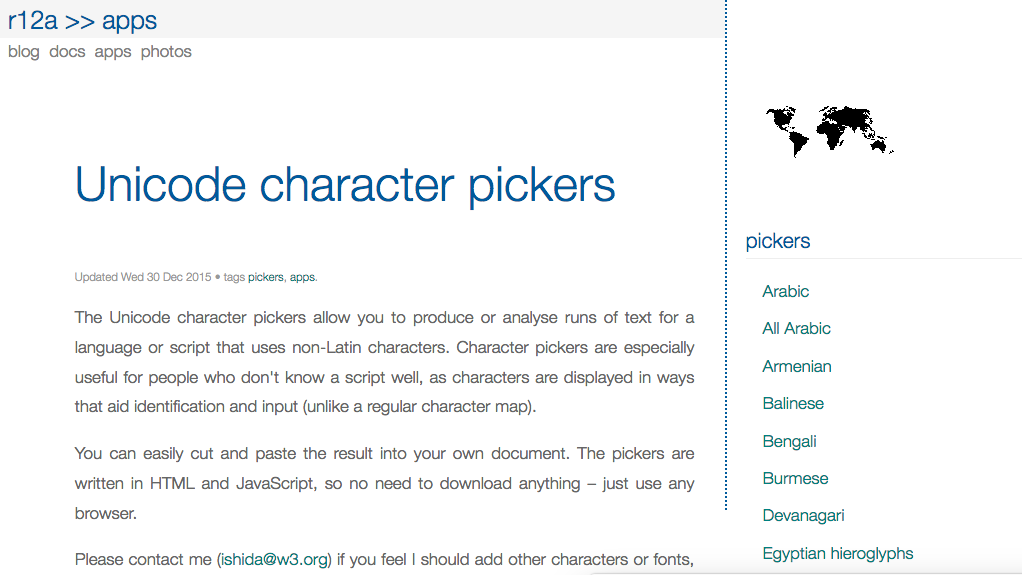 r12a >> apps
blog docs apps photos
Unicode character pickers
Updated Wed 30 Dec 2015 • tags pickers, apps.
The Unicode character pickers allow you to produce or analyse runs of text for a
language or script that uses non-Latin characters. Character pickers are especially
useful for people who don't know a script well, as characters are displayed in ways
that aid identification and input (unlike a regular character map).
You can easily cut and paste the result into your own document. The pickers are
written in HTML and JavaScript, so no need to download anything – just use any
browser.
Please contact me (ishida@w3.org) if you feel I should add other characters or fonts,
pickers
Arabic
All Arabic
Armenian
Balinese
Bengali
Burmese
Devanagari
Egyptian hieroglyphs